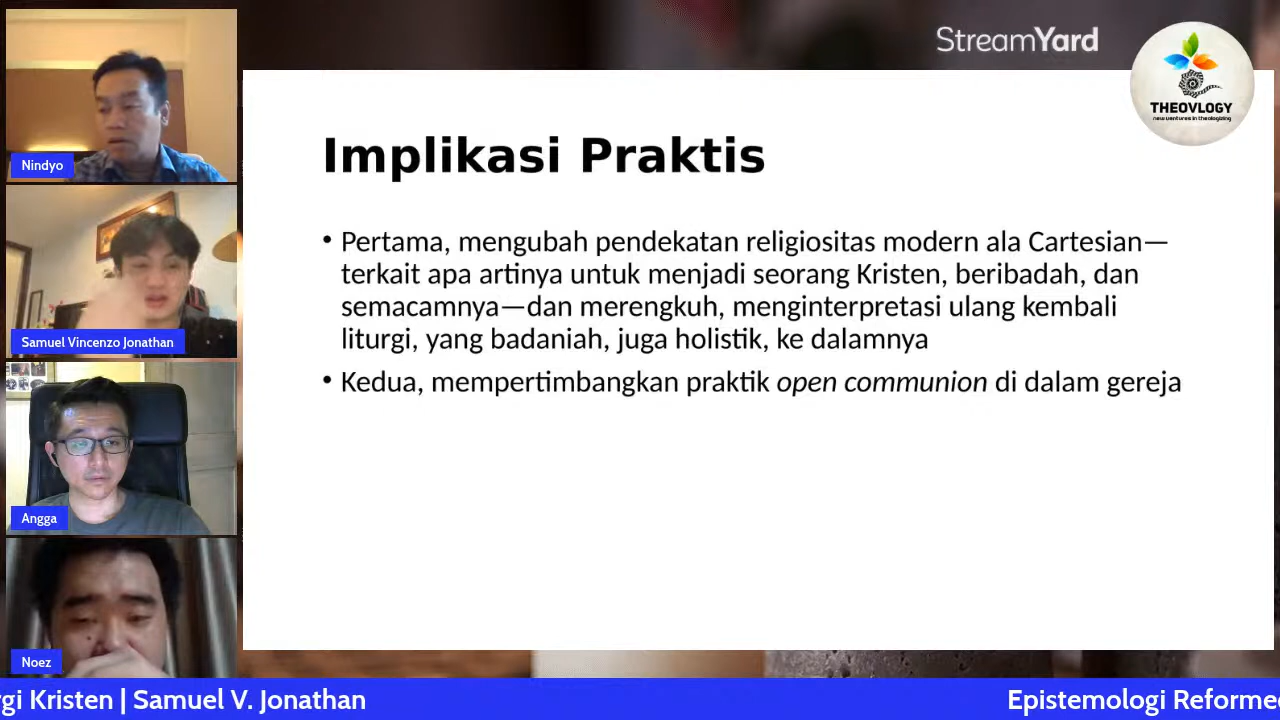 StreamYard
THEOVLOGY
new ventures in theologizing
Implikasi Praktis
• Pertama, mengubah pendekatan religiositas modern ala Cartesian—
terkait apa artinya untuk menjadi seorang Kristen, beribadah, dan
semacamnya—dan merengkuh, menginterpretasi ulang kembali
liturgi, yang badaniah, juga holistik, ke dalamnya
• Kedua, mempertimbangkan praktik open communion di dalam gereja
Nindyo
Samuel Vincenzo Jonathan
Angga
Noez
rgi Kristen | Samuel V. Jonathan
Epistemologi Reformed